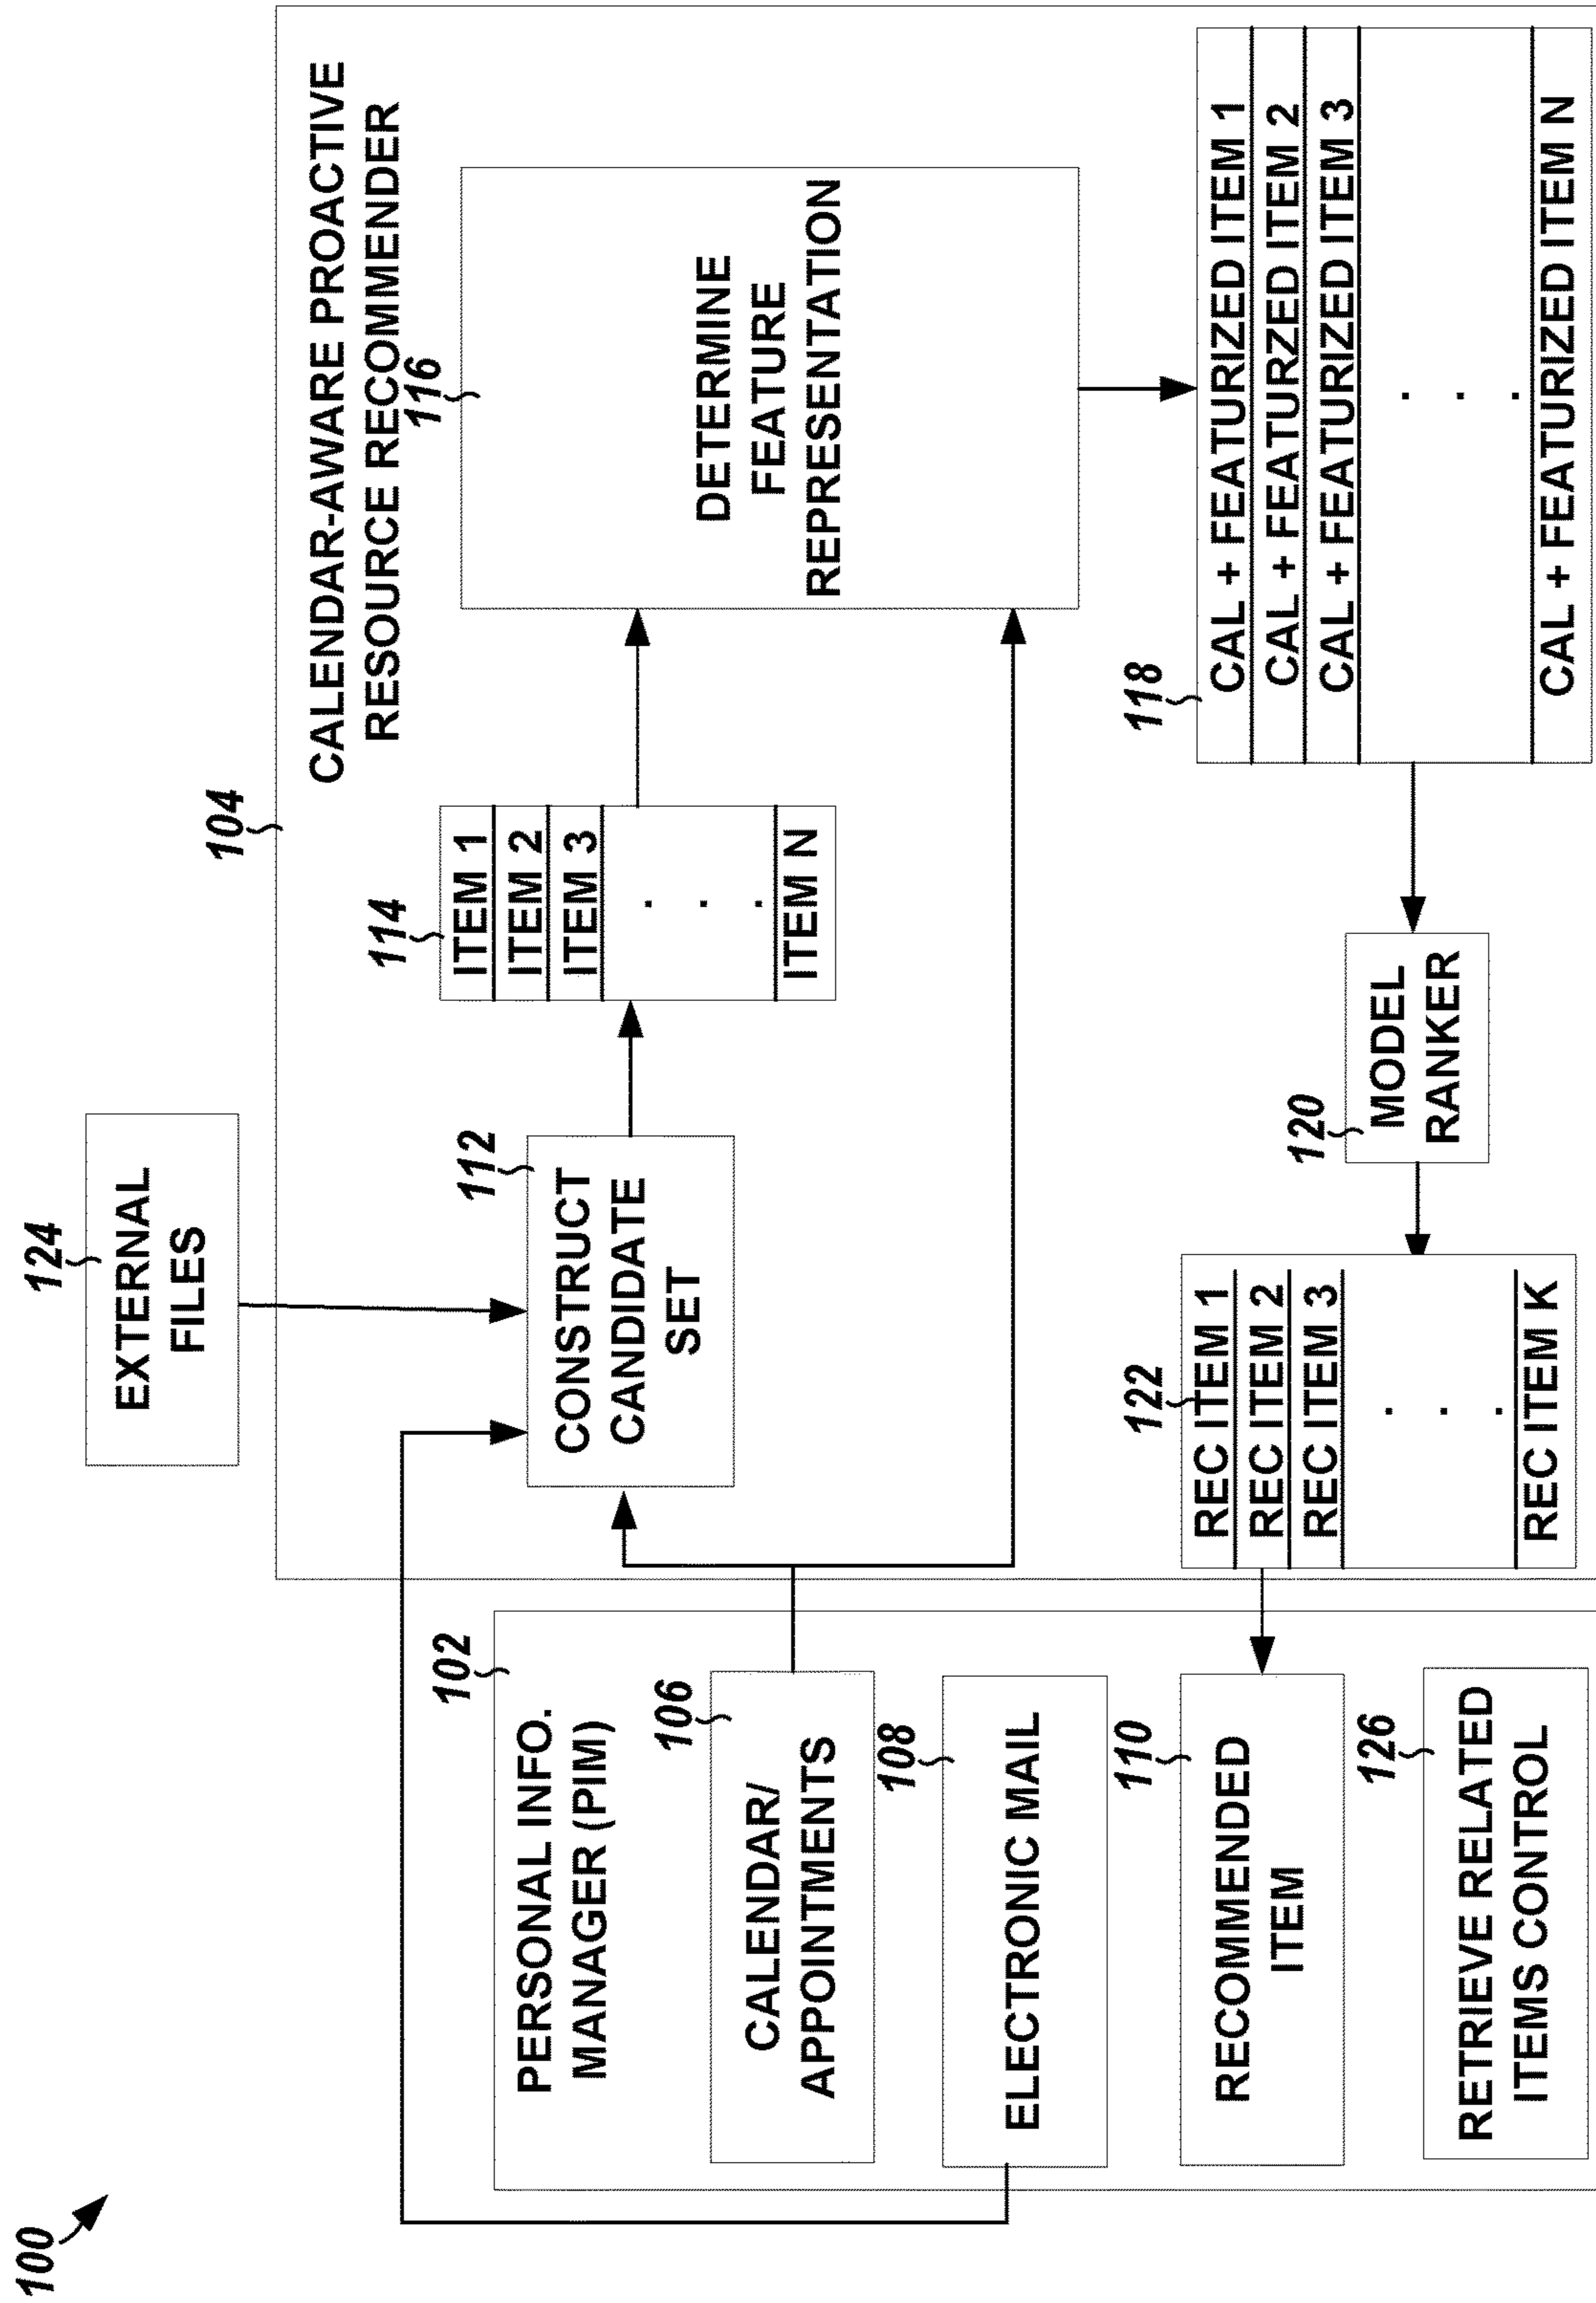 100
124
EXTERNAL
FILES
104
CALENDAR-AWARE PROACTIVE
RESOURCE RECOMMENDER
102
PERSONAL INFO.
MANAGER (PIM)
106
CALENDAR/
APPOINTMENTS
108
ELECTRONIC MAIL
110
RECOMMENDED
ITEM
126
RETRIEVE RELATED
ITEMS CONTROL
112
CONSTRUCT
CANDIDATE
SET
114
ITEM 1
ITEM 2
ITEM 3
. . .
ITEM N
116
DETERMINE
FEATURE
REPRESENTATION
118
CAL + FEATURIZED ITEM 1
CAL + FEATURZED ITEM 2
CAL + FEATURIZED ITEM 3
. . .
CAL + FEATURIZED ITEM N
120
MODEL
RANKER
122
REC ITEM 1
REC ITEM 2
REC ITEM 3
. . .
REC ITEM K